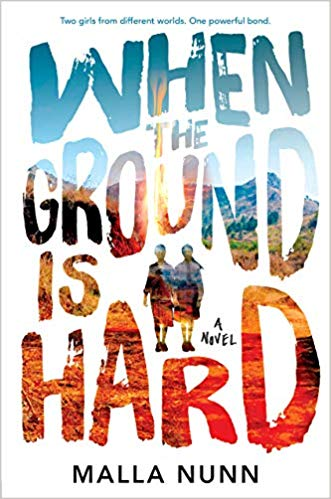 Two girls from different worlds. One powerful bond.
WHEN
THE
GROUND
IS
A
NOVEL
HARD
MALLA NUNN